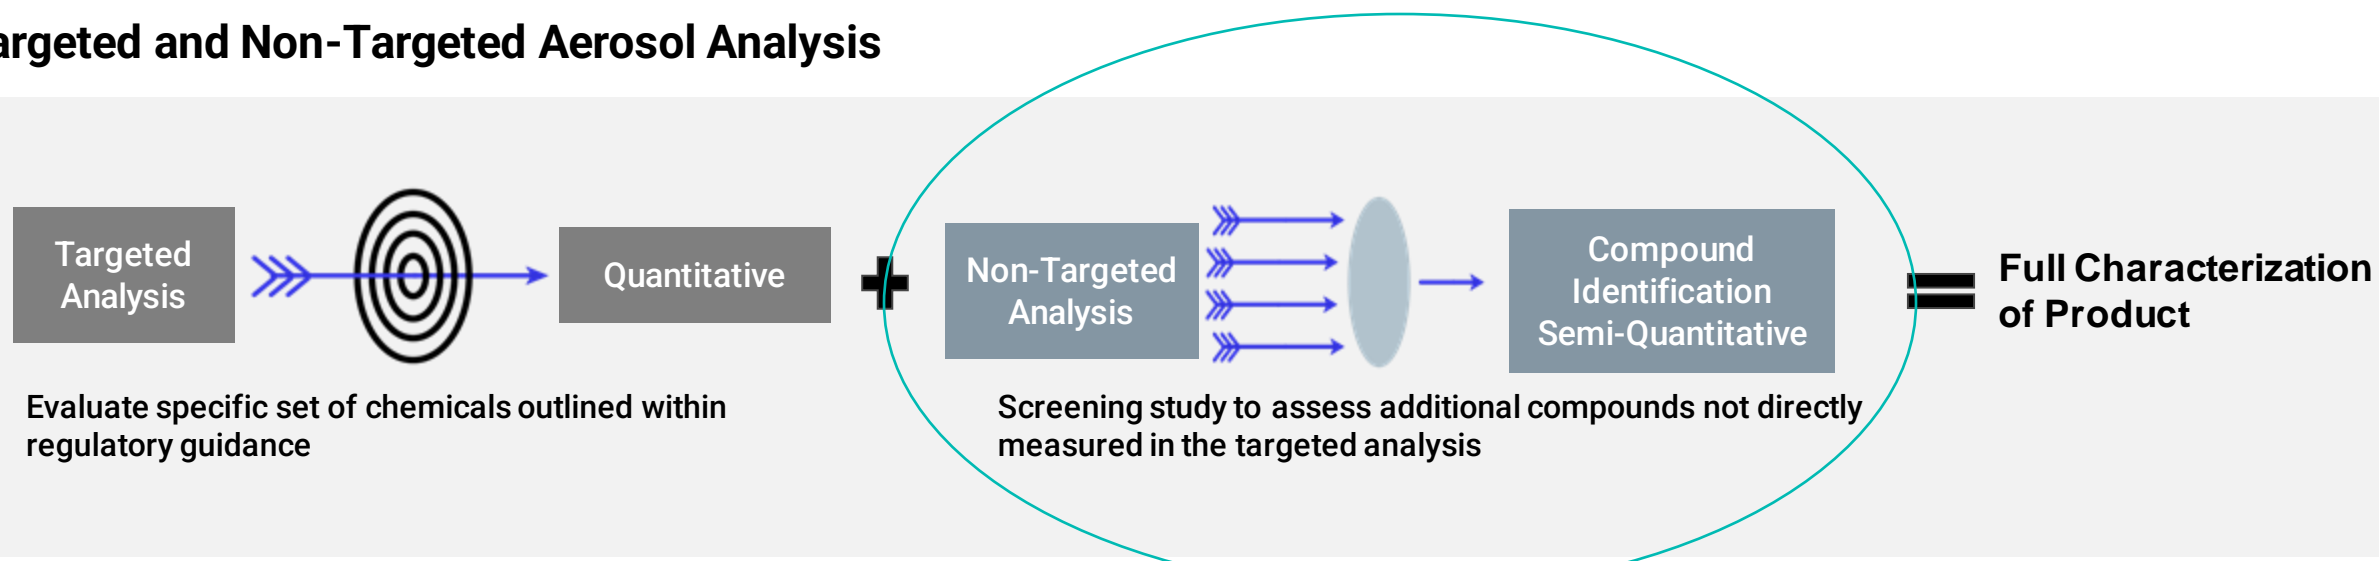 argeted and Non-Targeted Aerosol Analysis
Targeted
Analysis
Quantitative
Non-Targeted
Analysis
Compound
Identification
Semi-Quantitative
Full Characterization
of Product
Evaluate specific set of chemicals outlined within
regulatory guidance
Screening study to assess additional compounds not directly
measured in the targeted analysis